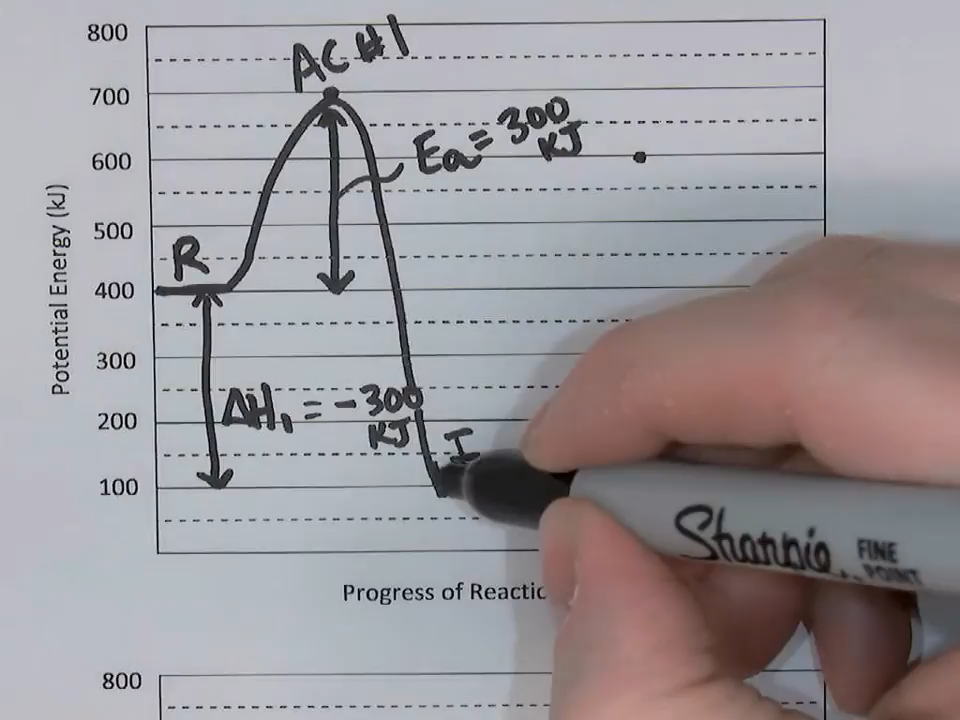 800
AC #1
700
Ea = 300
KJ
600
500
R
400
300
ΔH₁ = -300
KJ
200
I
100
Potential Energy (kJ)
Sharpie
FINE
POINT
Progress of
800